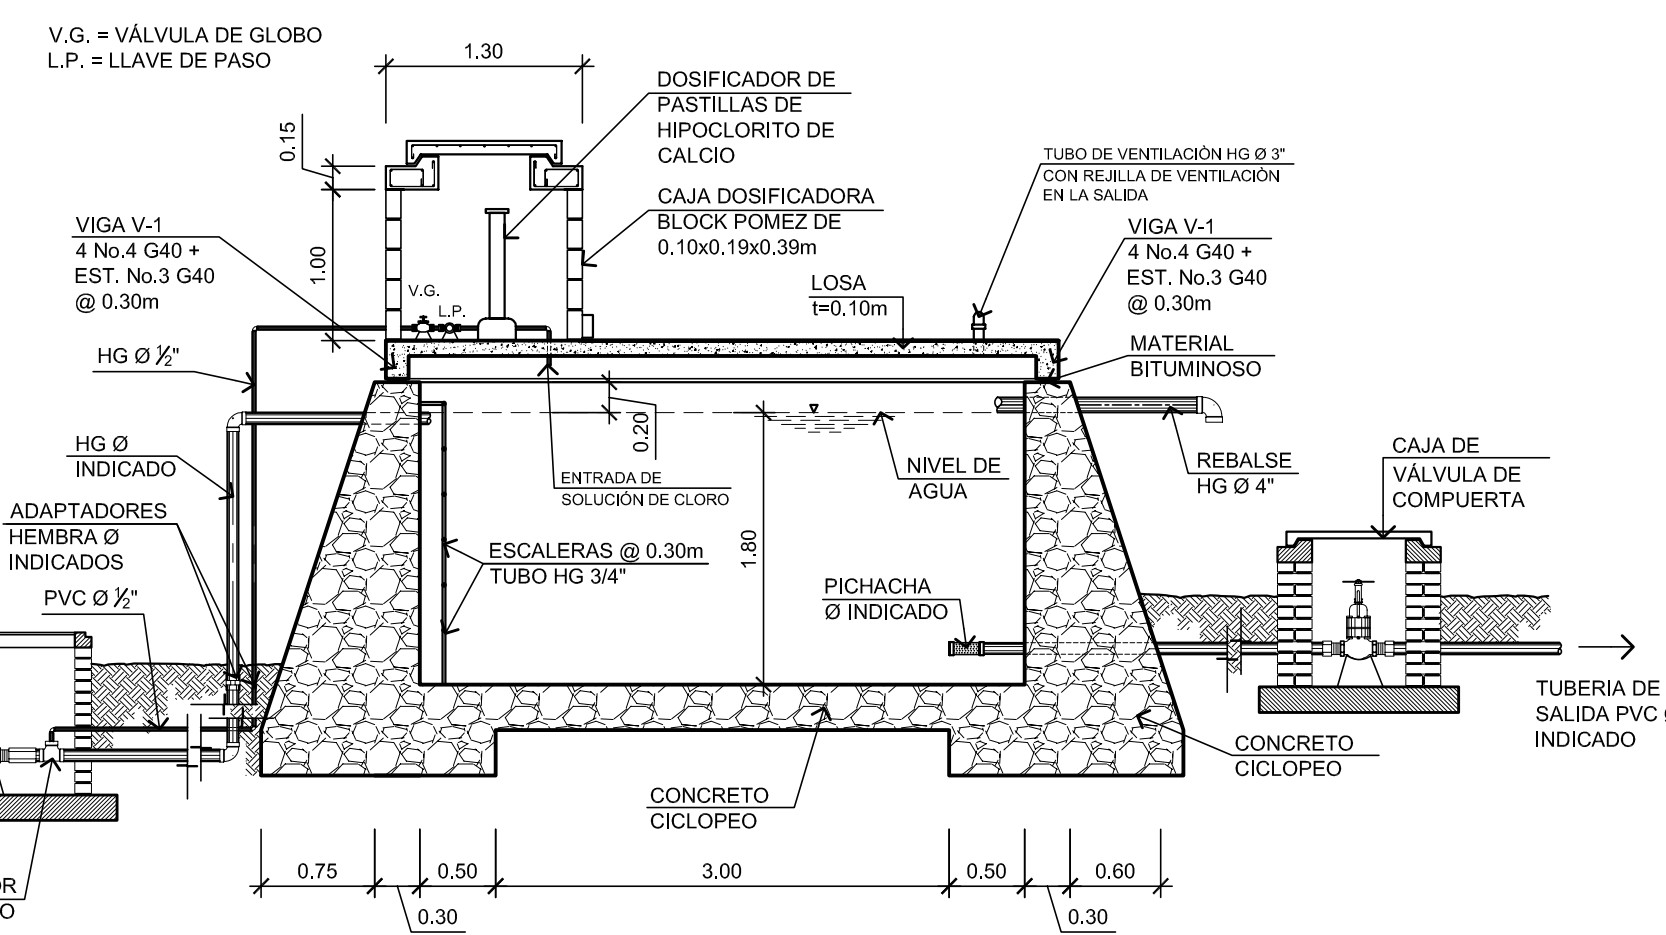 V.G. = VÁLVULA DE GLOBO
L.P. = LLAVE DE PASO
1.30
0.15
1.00
DOSIFICADOR DE
PASTILLAS DE
HIPOCLORITO DE
CALCIO
CAJA DOSIFICADORA
BLOCK POMEZ DE
0.10x0.19x0.39m
TUBO DE VENTILACIÒN HG Ø 3"
CON REJILLA DE VENTILACIÒN
EN LA SALIDA
VIGA V-1
4 No.4 G40 +
EST. No.3 G40
@ 0.30m
VIGA V-1
4 No.4 G40 +
EST. No.3 G40
@ 0.30m
V.G.
L.P.
LOSA
t=0.10m
HG Ø ½"
MATERIAL
BITUMINOSO
0.20
HG Ø
INDICADO
ENTRADA DE
SOLUCIÓN DE CLORO
NIVEL DE
AGUA
REBALSE
HG Ø 4"
CAJA DE
VÁLVULA DE
COMPUERTA
ADAPTADORES
HEMBRA Ø
INDICADOS
ESCALERAS @ 0.30m
TUBO HG 3/4"
1.80
PICHACHA
Ø INDICADO
PVC Ø ½"
TUBERIA DE
SALIDA PVC
INDICADO
CONCRETO
CICLOPEO
CONCRETO
CICLOPEO
OR
O
0.75
0.50
3.00
0.50
0.60
0.30
0.30